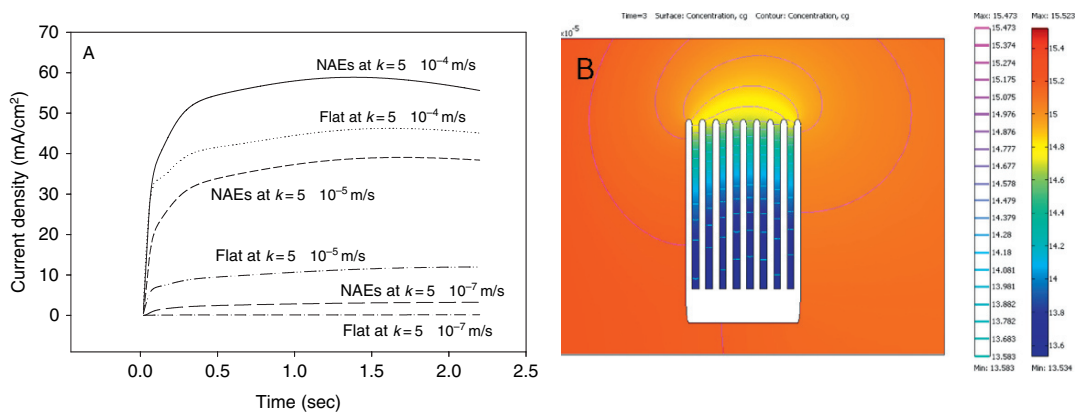 A
Current density (mA/cm²)
70
60
50
40
30
20
10
0
NAEs at k = 5 10⁻⁴ m/s
Flat at k = 5 10⁻⁴ m/s
NAEs at k = 5 10⁻⁵ m/s
Flat at k = 5 10⁻⁵ m/s
NAEs at k = 5 10⁻⁷ m/s
Flat at k = 5 10⁻⁷ m/s
0.0 0.5 1.0 1.5 2.0 2.5
Time (sec)
Time=3 Surface: Concentration, cg Contour: Concentration, cg
x10⁻⁵
B
Max: 15.473
15.473
15.374
15.275
15.175
15.076
14.976
14.877
14.777
14.677
14.578
14.479
14.379
14.28
14.18
14.081
13.981
13.882
13.782
13.683
13.583
Min: 13.583
Max: 15.523
15.4
15.2
15
14.8
14.6
14.4
14.2
14
13.8
13.6
Min: 13.534